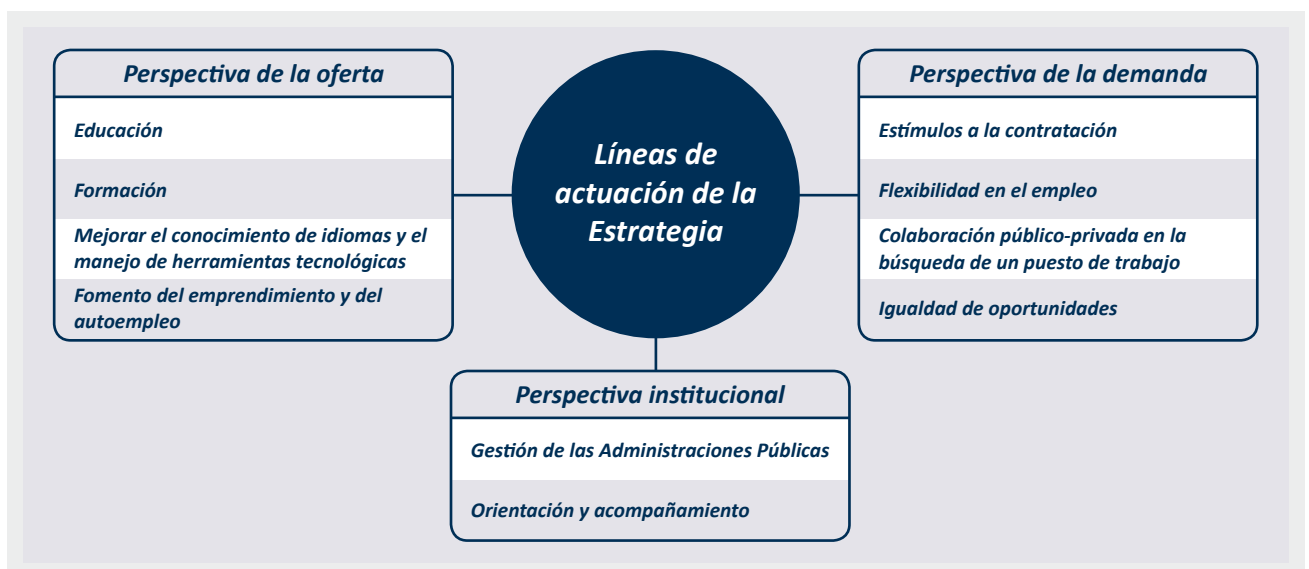 Perspectiva de la oferta
Educación
Formación
Mejorar el conocimiento de idiomas y el
manejo de herramientas tecnológicas
Fomento del emprendimiento y del
autoempleo
Líneas de
actuación de la
Estrategia
Perspectiva de la demanda
Estímulos a la contratación
Flexibilidad en el empleo
Colaboración público-privada en la
búsqueda de un puesto de trabajo
Igualdad de oportunidades
Perspectiva institucional
Gestión de las Administraciones Públicas
Orientación y acompañamiento